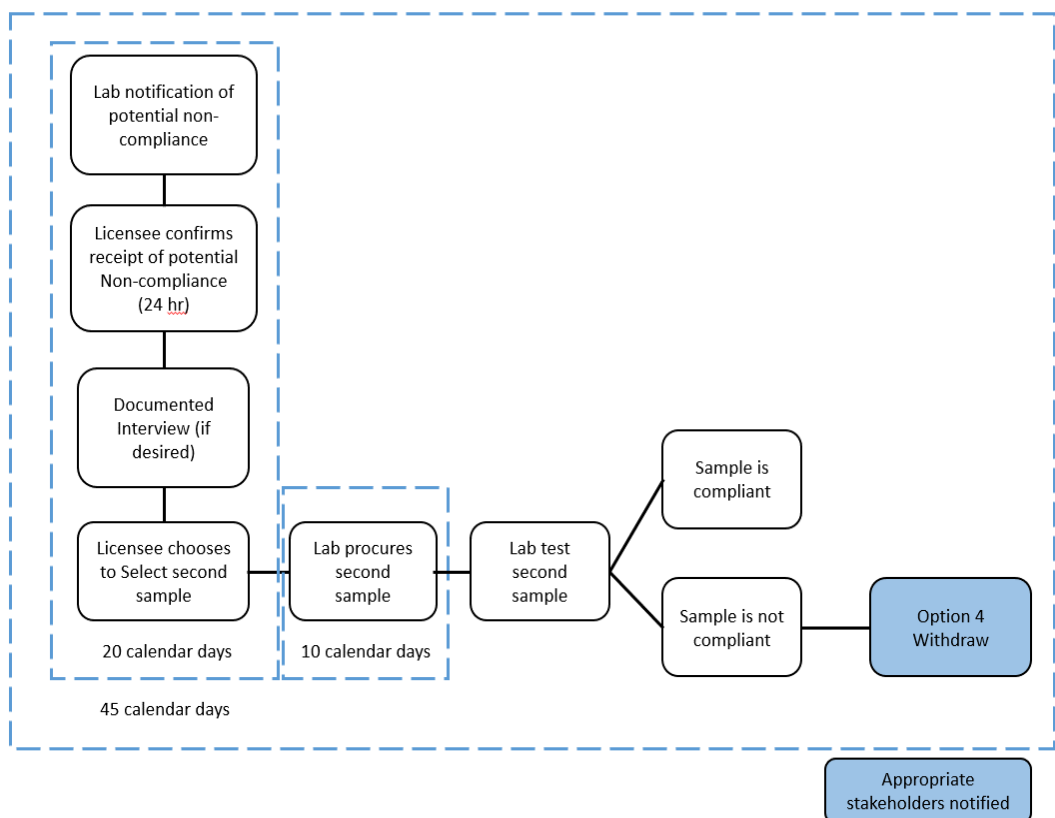 Lab notification of
potential non-
compliance
Licensee confirms
receipt of potential
Non-compliance
(24 hr)
Documented
Interview (if
desired)
Licensee chooses
to Select second
sample
20 calendar days
45 calendar days
Lab procures
second
sample
10 calendar days
Lab test
second
sample
Sample is
compliant
Sample is not
compliant
Option 4
Withdraw
Appropriate
stakeholders notified